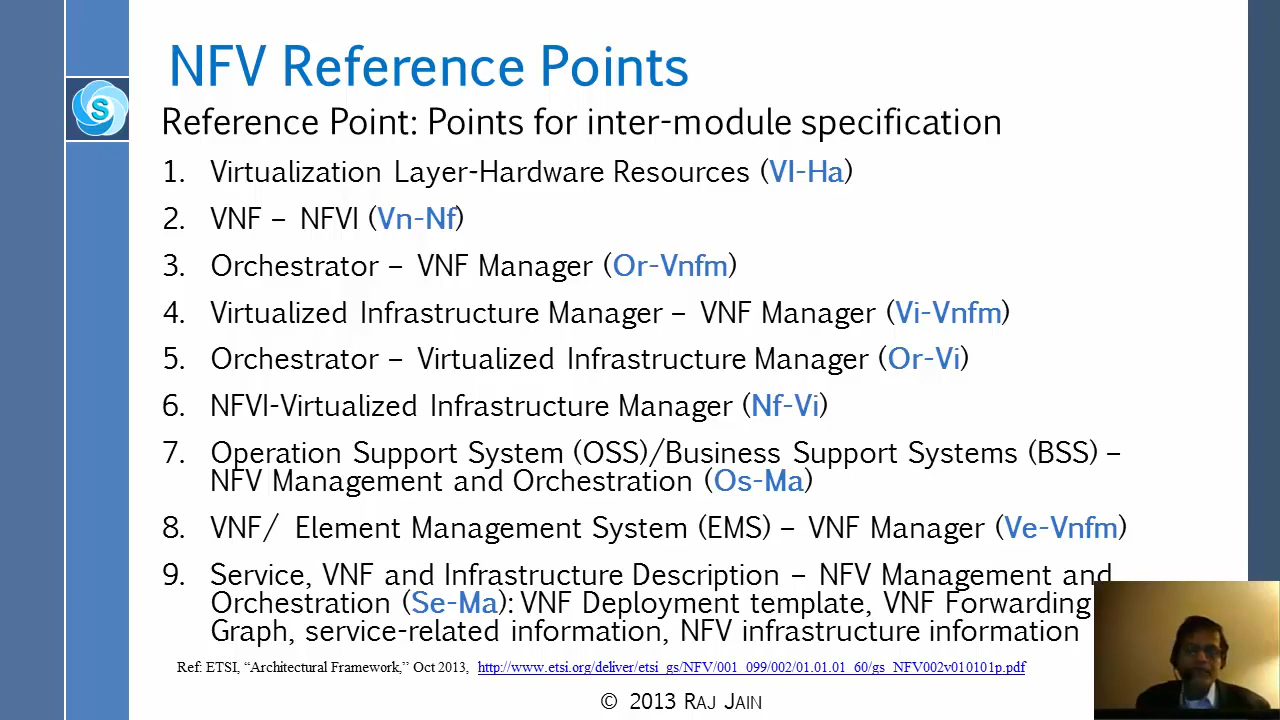 NFV Reference Points
S
Reference Point: Points for inter-module specification
1. Virtualization Layer-Hardware Resources (VI-Ha)
2. VNF – NFVI (Vn-Nf)
3. Orchestrator – VNF Manager (Or-Vnfm)
4. Virtualized Infrastructure Manager – VNF Manager (Vi-Vnfm)
5. Orchestrator – Virtualized Infrastructure Manager (Or-Vi)
6. NFVI-Virtualized Infrastructure Manager (Nf-Vi)
7. Operation Support System (OSS)/Business Support Systems (BSS) –
NFV Management and Orchestration (Os-Ma)
8. VNF/ Element Management System (EMS) – VNF Manager (Ve-Vnfm)
9. Service, VNF and Infrastructure Description – NFV Management and
Orchestration (Se-Ma): VNF Deployment template, VNF Forwarding
Graph, service-related information, NFV infrastructure information
Ref: ETSI, “Architectural Framework,” Oct 2013, http://www.etsi.org/deliver/etsi_gs/NFV/001_099/002/01.01.01_60/gs_NFV002v010101p.pdf
© 2013 RAJ JAIN